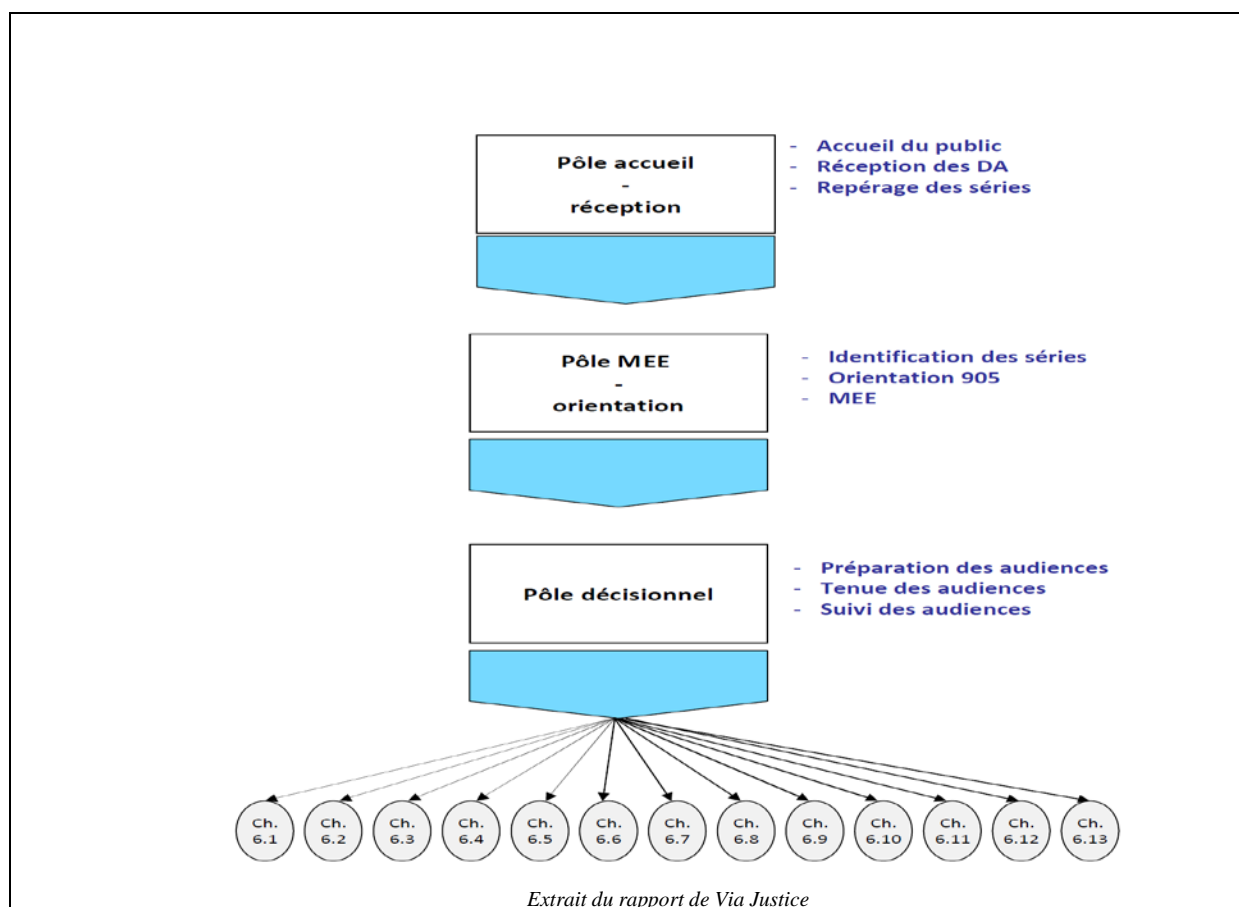 Pôle accueil
-
réception
- Accueil du public
- Réception des DA
- Repérage des séries
Pôle MEE
-
orientation
- Identification des séries
- Orientation 905
- MEE
Pôle décisionnel
- Préparation des audiences
- Tenue des audiences
- Suivi des audiences
Ch. 6.1
Ch. 6.2
Ch. 6.3
Ch. 6.4
Ch. 6.5
Ch. 6.6
Ch. 6.7
Ch. 6.8
Ch. 6.9
Ch. 6.10
Ch. 6.11
Ch. 6.12
Ch. 6.13
Extrait du rapport de Via Justice